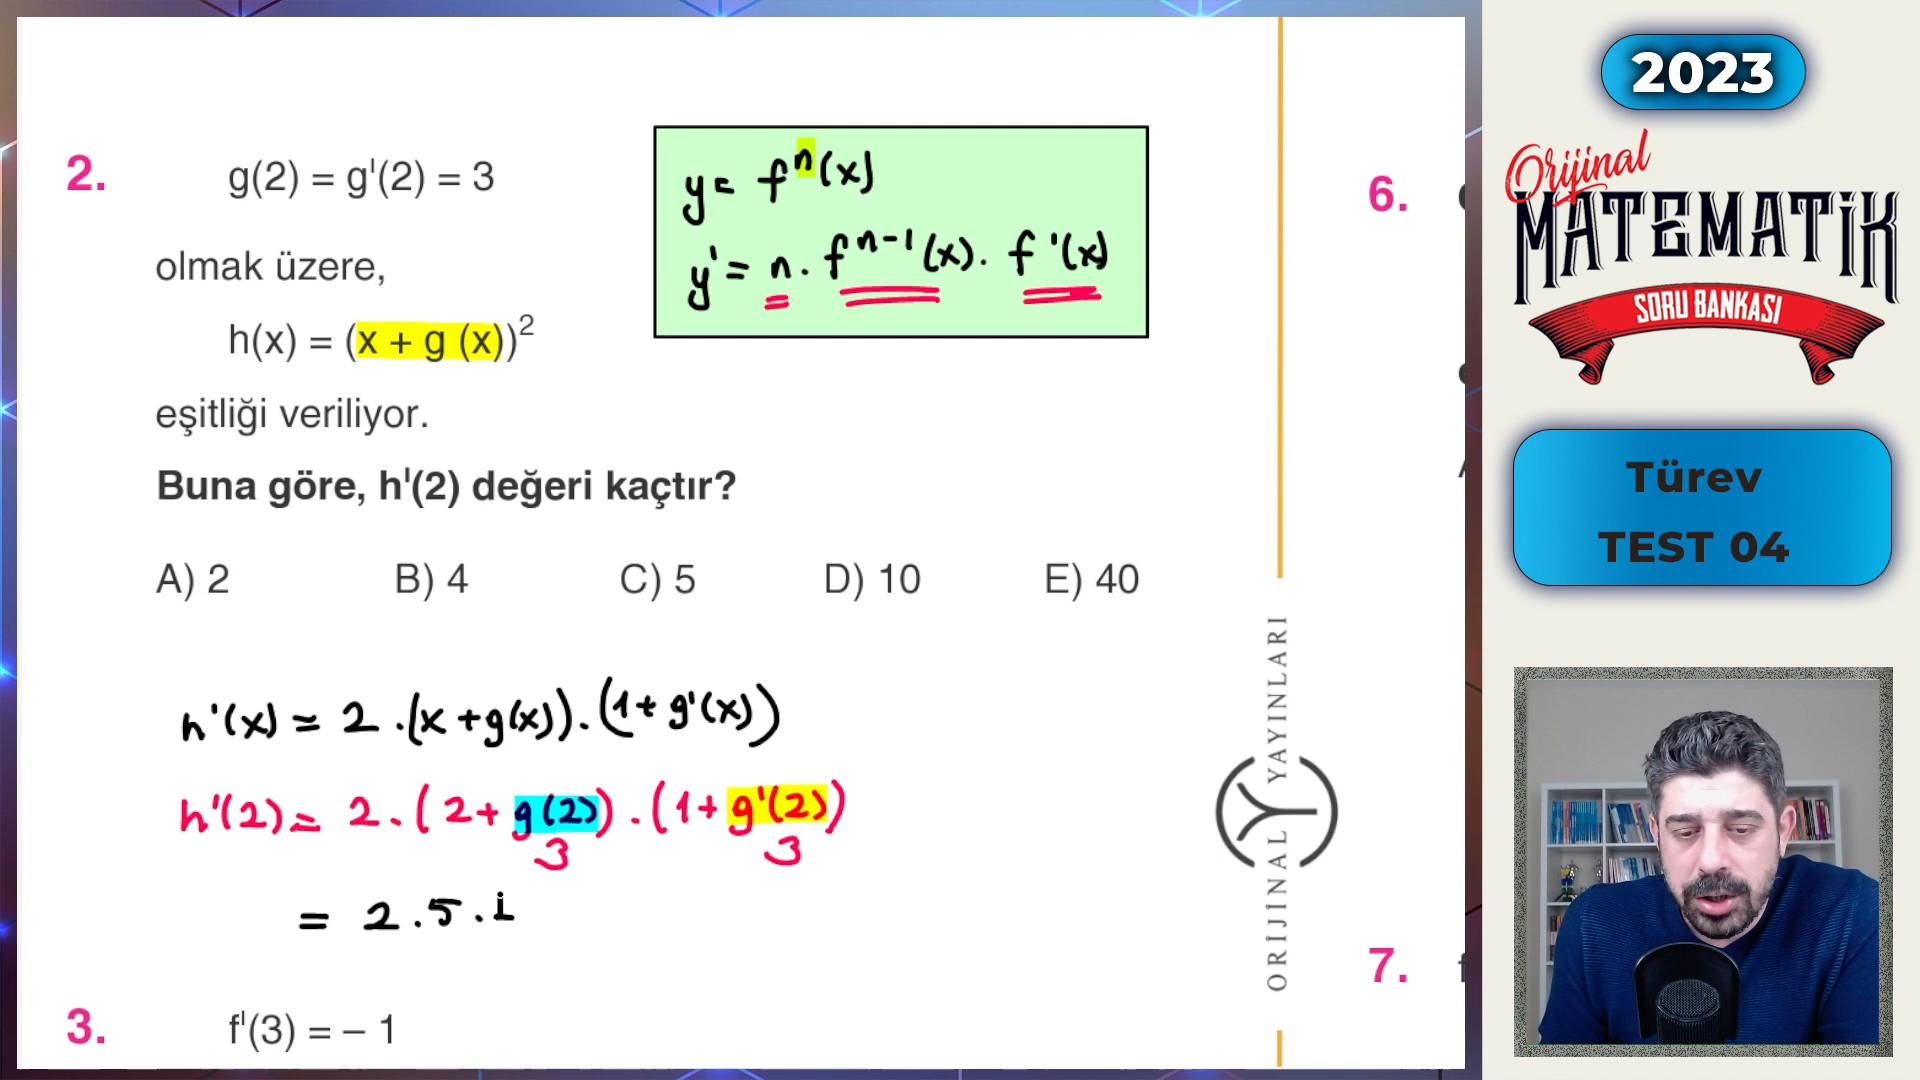 2.
g(2) = g'(2) = 3
olmak üzere,
h(x) = (x + g (x))²
eşitliği veriliyor.
Buna göre, h'(2) değeri kaçtır?
A) 2 B) 4 C) 5 D) 10 E) 40
y = fⁿ(x)
y' = n . fⁿ⁻¹(x) . f'(x)
h'(x) = 2 . (x + g(x)) . (1 + g'(x))
h'(2) = 2 . (2 + g(2)) . (1 + g'(2))
3 3
= 2 . 5 .
3.
f'(3) = – 1
ORİJİNAL YAYINLARI
6.
7.
2023
Orijinal
MATEMATİK
SORU BANKASI
Türev
TEST 04